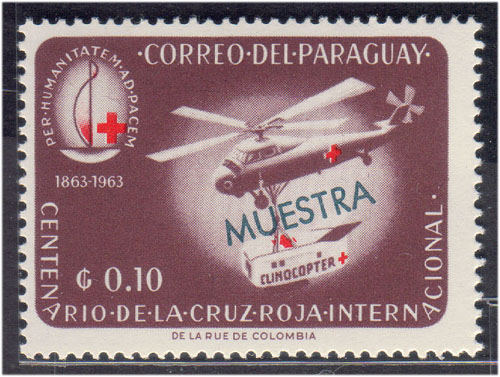 ·CORREO·DEL·PARAGUAY·
PER·HUMANITATEM·AD·PACEM
1863-1963
MUESTRA
CLINOCOPTER
₲ 0.10
CENTENARIO·DE·LA·CRUZ·ROJA·INTERNACIONAL·
DE LA RUE DE COLOMBIA